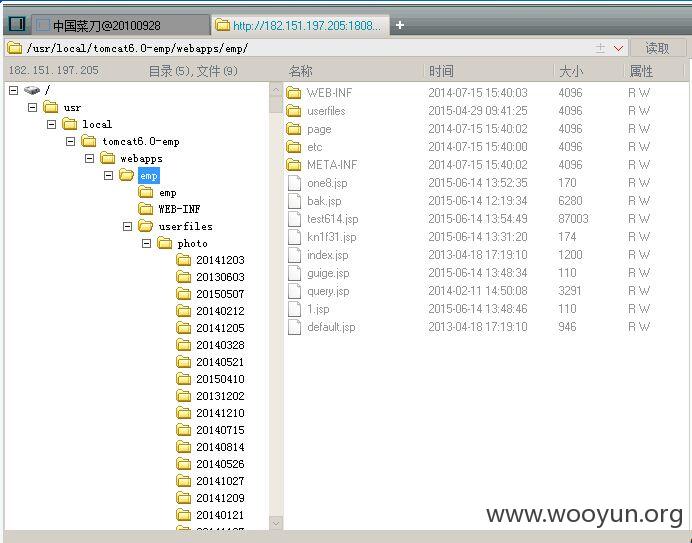 中国菜刀@20100928
http://182.151.197.205:1808...
/usr/local/tomcat6.0-emp/webapps/emp/
读取
182.151.197.205 目录(5),文件(9)
名称 时间 大小 属性
/
usr
local
tomcat6.0-emp
webapps
emp
emp
WEB-INF
userfiles
photo
20141203
20130603
20150507
20140212
20141205
20140328
20140521
20150410
20131202
20141210
20140715
20140814
20140526
20141027
20141209
20140121
WEB-INF 2014-07-15 15:40:03 4096 R W
userfiles 2015-04-29 09:41:25 4096 R W
page 2014-07-15 15:40:02 4096 R W
etc 2014-07-15 15:40:00 4096 R W
META-INF 2014-07-15 15:40:02 4096 R W
one8.jsp 2015-06-14 13:52:35 170 R W
bak.jsp 2015-06-14 12:19:34 6280 R W
test614.jsp 2015-06-14 13:54:49 87003 R W
kn1f31.jsp 2015-06-14 13:31:20 174 R W
index.jsp 2013-04-18 17:19:10 1200 R W
guige.jsp 2015-06-14 13:48:34 110 R W
query.jsp 2014-02-11 14:50:08 3291 R W
1.jsp 2015-06-14 13:48:46 110 R W
default.jsp 2013-04-18 17:19:10 946 R W
www.wooyun.org